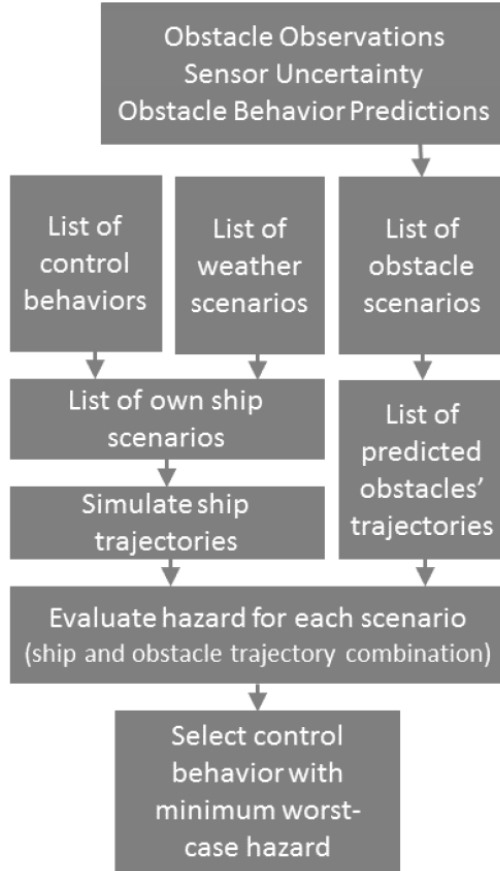 Obstacle Observations
Sensor Uncertainty
Obstacle Behavior Predictions
List of
control
behaviors
List of
weather
scenarios
List of
obstacle
scenarios
List of own ship
scenarios
List of
predicted
obstacles’
trajectories
Simulate ship
trajectories
Evaluate hazard for each scenario
(ship and obstacle trajectory combination)
Select control
behavior with
minimum worst-
case hazard